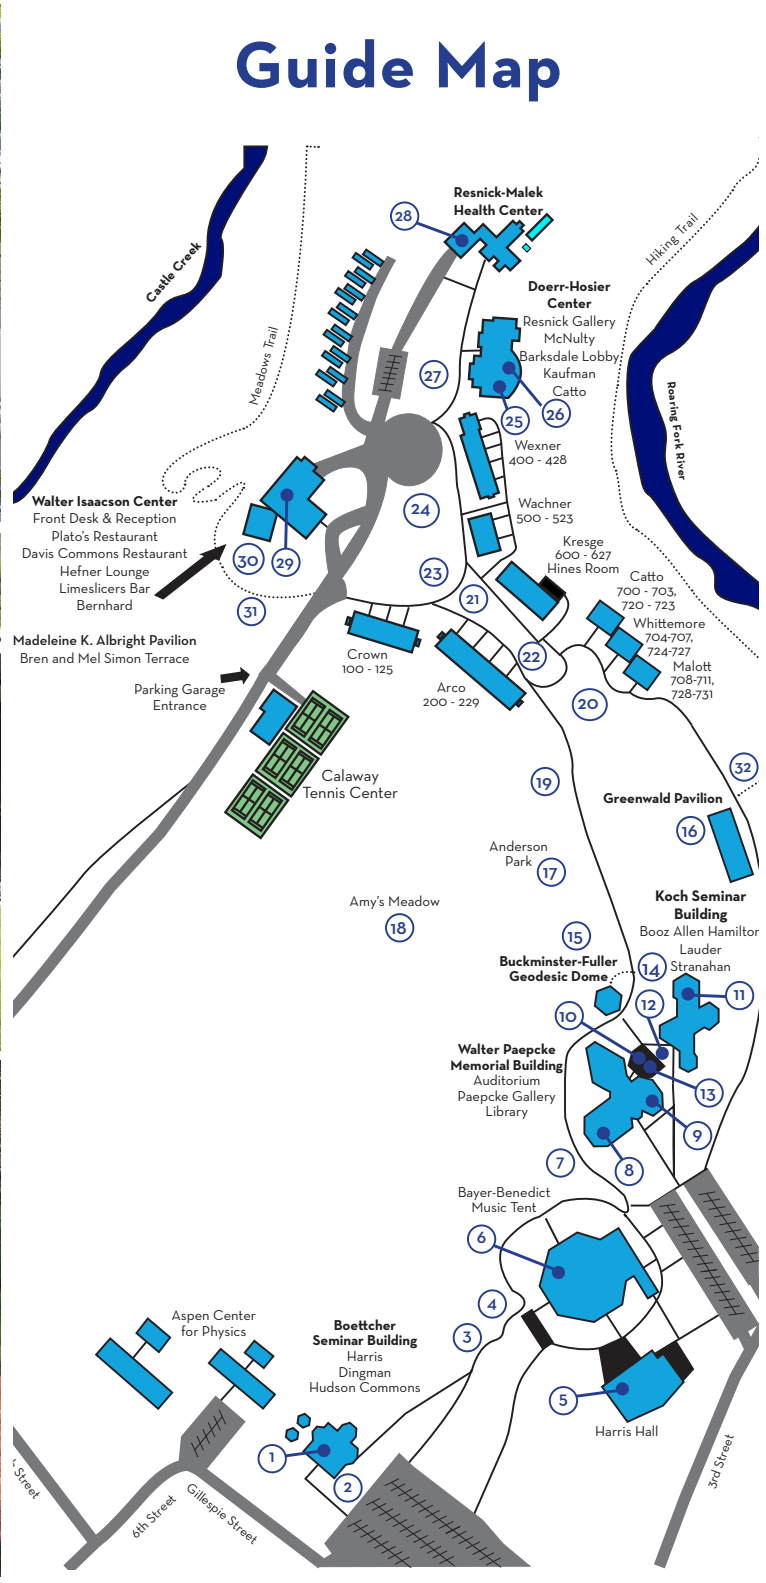 Guide Map
Resnick-Malek
Health Center
28
Castle Creek
Hiking Trail
Doerr-Hosier
Center
Resnick Gallery
McNulty
Barksdale Lobby
Kaufman
Catto
Meadows Trail
27
26
25
Roaring Fork River
Wexner
400 - 428
Walter Isaacson Center
Front Desk & Reception
Plato's Restaurant
Davis Commons Restaurant
Hefner Lounge
Limeslicers Bar
Bernhard
24
Wachner
500 - 523
30
29
Kresge
600 - 627
Hines Room
23
Catto
700 - 703,
720 - 723
21
31
Whittemore
704-707,
724-727
Madeleine K. Albright Pavilion
Bren and Mel Simon Terrace
Crown
100 - 125
22
Malott
708-711,
728-731
Parking Garage
Entrance
Arco
200 - 229
20
32
Calaway
Tennis Center
19
Greenwald Pavilion
16
Anderson
Park
17
Amy's Meadow
18
Koch Seminar
Building
Booz Allen Hamilton
Lauder
Stranahan
15
Buckminster-Fuller
Geodesic Dome
14
12
11
10
Walter Paepcke
Memorial Building
Auditorium
Paepcke Gallery
Library
13
9
7
8
Bayer-Benedict
Music Tent
6
4
3
Aspen Center
for Physics
Boettcher
Seminar Building
Harris
Dingman
Hudson Commons
5
Harris Hall
1
2
3rd Street
Street
6th Street
Gillespie Street